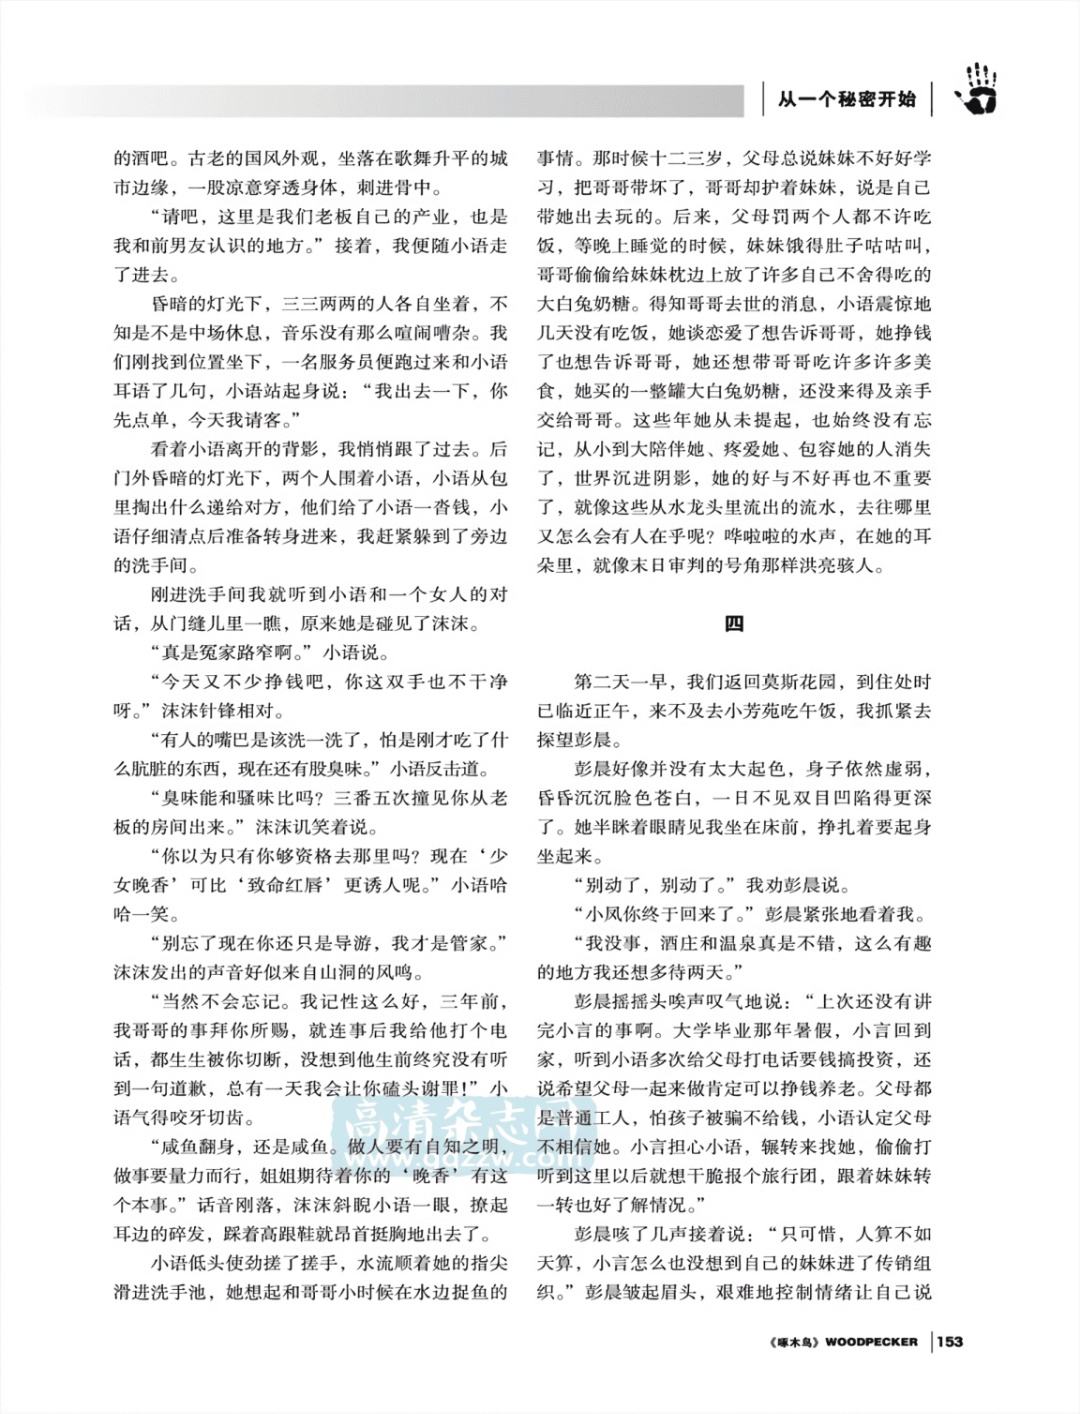 从一个秘密开始
的酒吧。古老的国风外观，坐落在歌舞升平的城
市边缘，一股凉意穿透身体，刺进骨中。
“请吧，这里是我们老板自己的产业，也是
我和前男友认识的地方。”接着，我便随小语走
了进去。
昏暗的灯光下，三三两两的人各自坐着，不
知是不是中场休息，音乐没有那么喧闹嘈杂。我
们刚找到位置坐下，一名服务员便跑过来和小语
耳语了几句，小语站起身说：“我出去一下，你
先点单，今天我请客。”
看着小语离开的背影，我悄悄跟了过去。后
门外昏暗的灯光下，两个人围着小语，小语从包
里掏出什么递给对方，他们给了小语一沓钱，小
语仔细清点后准备转身进来，我赶紧躲到了旁边
的洗手间。
刚进洗手间我就听到小语和一个女人的对
话，从门缝儿里一瞧，原来她是碰见了沫沫。
“真是冤家路窄啊。”小语说。
“今天又不少挣钱吧，你这双手也不干净
呀。”沫沫针锋相对。
“有人的嘴巴是该洗一洗了，怕是刚才吃了什
么肮脏的东西，现在还有股臭味。”小语反击道。
“臭味能和骚味比吗？三番五次撞见你从老
板的房间出来。”沫沫讥笑着说。
“你以为只有你够资格去那里吗？现在‘少
女晚香’可比‘致命红唇’更诱人呢。”小语哈
哈一笑。
“别忘了现在你还只是导游，我才是管家。”
沫沫发出的声音好似来自山洞的风鸣。
“当然不会忘记。我记性这么好，三年前，
我哥哥的事拜你所赐，就连事后我给他打个电
话，都生生被你切断，没想到他生前终究没有听
到一句道歉，总有一天我会让你磕头谢罪！”小
语气得咬牙切齿。
“咸鱼翻身，还是咸鱼。做人要有自知之明，
做事要量力而行，姐姐期待着你的‘晚香’有这
个本事。”话音刚落，沫沫斜睨小语一眼，撩起
耳边的碎发，踩着高跟鞋就昂首挺胸地出去了。
小语低头使劲搓了搓手，水流顺着她的指尖
滑进洗手池，她想起和哥哥小时候在水边捉鱼的
事情。那时候十二三岁，父母总说妹妹不好好学
习，把哥哥带坏了，哥哥却护着妹妹，说是自己
带她出去玩的。后来，父母罚两个人都不许吃
饭，等晚上睡觉的时候，妹妹饿得肚子咕咕叫，
哥哥偷偷给妹妹枕边上放了许多自己不舍得吃的
大白兔奶糖。得知哥哥去世的消息，小语震惊地
几天没有吃饭，她谈恋爱了想告诉哥哥，她挣钱
了也想告诉哥哥，她还想带哥哥吃许多许多美
食，她买的一整罐大白兔奶糖，还没来得及亲手
交给哥哥。这些年她从未提起，也始终没有忘
记，从小到大陪伴她、疼爱她、包容她的人消失
了，世界沉进阴影，她的好与不好再也不重要
了，就像这些从水龙头里流出的流水，去往哪里
又怎么会有人在乎呢？哗啦啦的水声，在她的耳
朵里，就像末日审判的号角那样洪亮骇人。
四
第二天一早，我们返回莫斯花园，到住处时
已临近正午，来不及去小芳苑吃午饭，我抓紧去
探望彭晨。
彭晨好像并没有太大起色，身子依然虚弱，
昏昏沉沉脸色苍白，一日不见双目凹陷得更深
了。她半眯着眼睛见我坐在床前，挣扎着要起身
坐起来。
“别动了，别动了。”我劝彭晨说。
“小凤你终于回来了。”彭晨紧张地看着我。
“我没事，酒庄和温泉真是不错，这么有趣
的地方我还想多待两天。”
彭晨摇摇头唉声叹气地说：“上次还没有讲
完小言的事啊。大学毕业那年暑假，小言回到
家，听到小语多次给父母打电话要钱搞投资，还
说希望父母一起来做肯定可以挣钱养老。父母都
是普通工人，怕孩子被骗不给钱，小语认定父母
不相信她。小言担心小语，辗转来找她，偷偷打
听到这里以后就想干脆报个旅行团，跟着妹妹转
一转也好了解情况。”
彭晨咳了几声接着说：“只可惜，人算不如
天算，小言怎么也没想到自己的妹妹进了传销组
织。”彭晨皱起眉头，艰难地控制情绪让自己说
高清杂志网
www.qqzzw.com
《啄木鸟》WOODPECKER 153